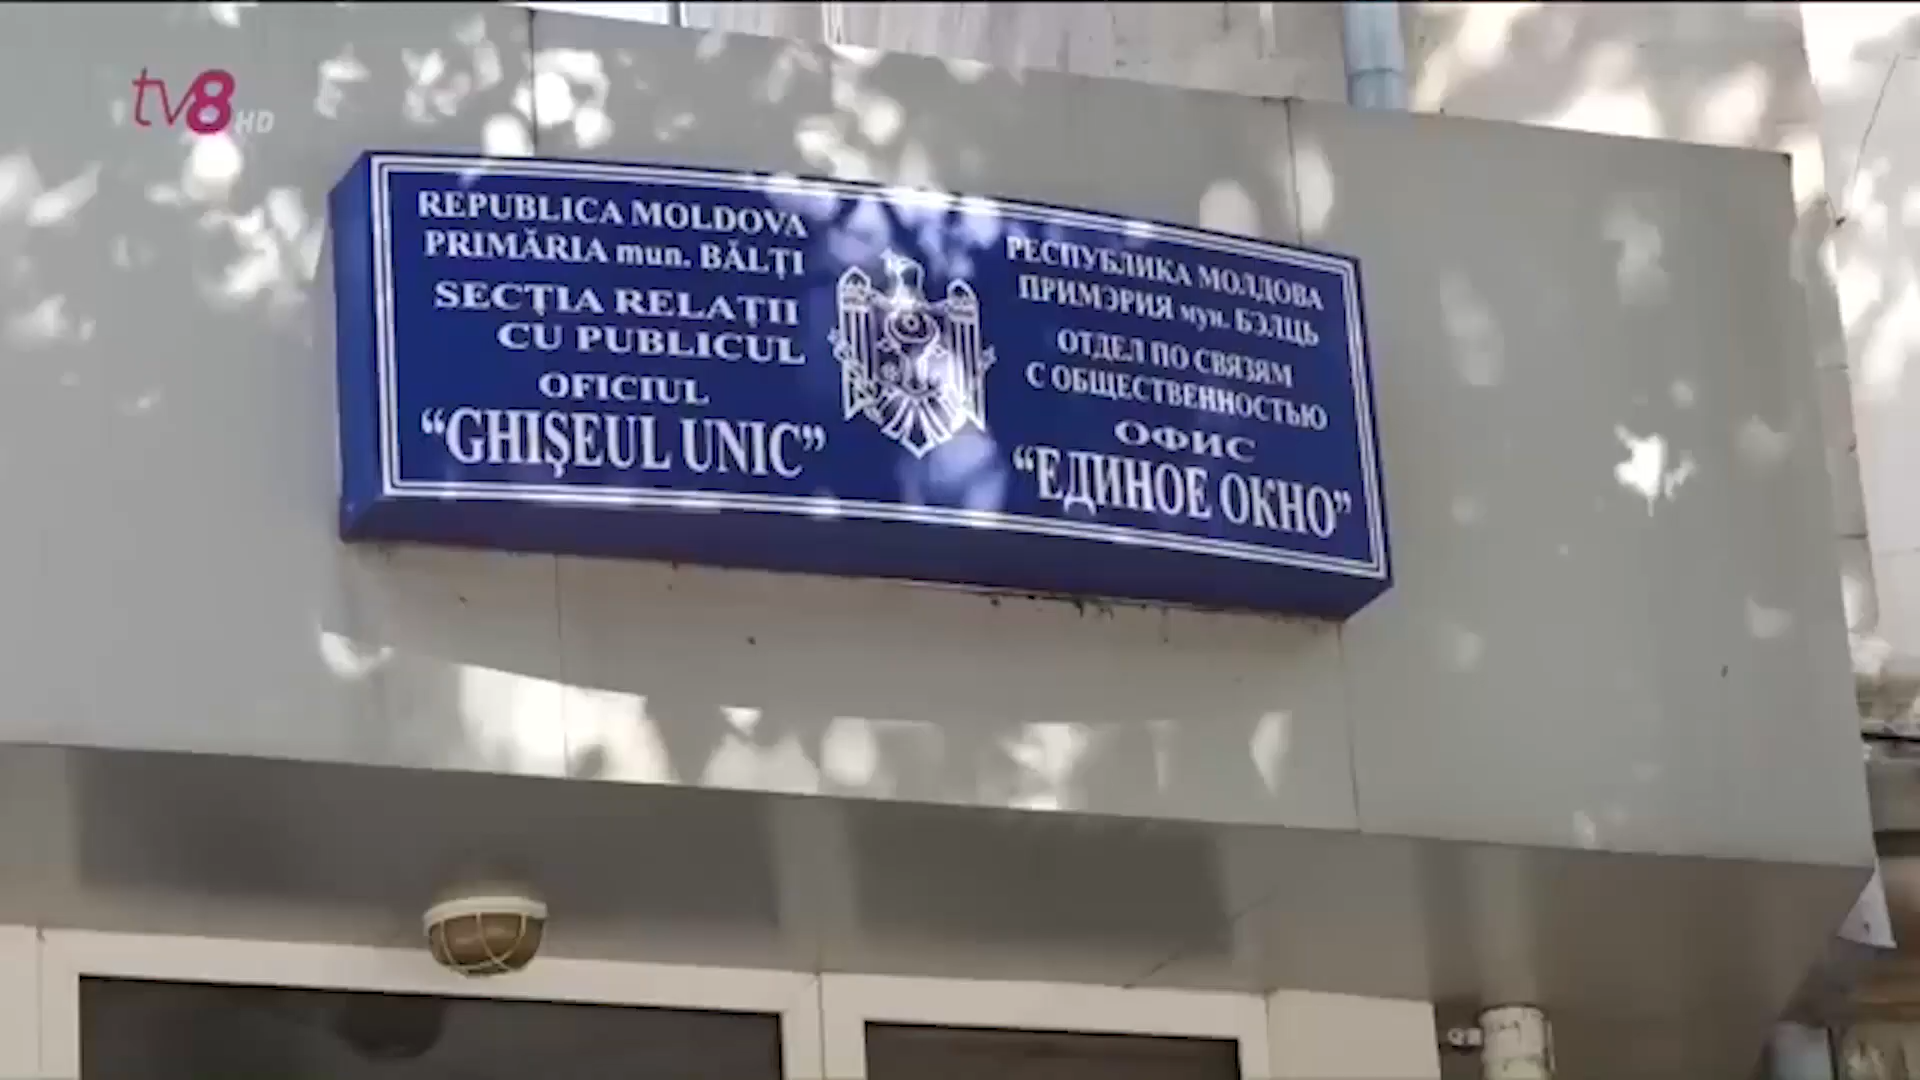 tv8 HD
REPUBLICA MOLDOVA
PRIMĂRIA mun. BĂLȚI
SECȚIA RELAȚII
CU PUBLICUL
OFICIUL
“GHIȘEUL UNIC”
РЕСПУБЛИКА МОЛДОВА
ПРИМЭРИЯ мун. БЭЛЦЬ
ОТДЕЛ ПО СВЯЗЯМ
С ОБЩЕСТВЕННОСТЬЮ
ОФИС
“ЕДИНОЕ ОКНО”